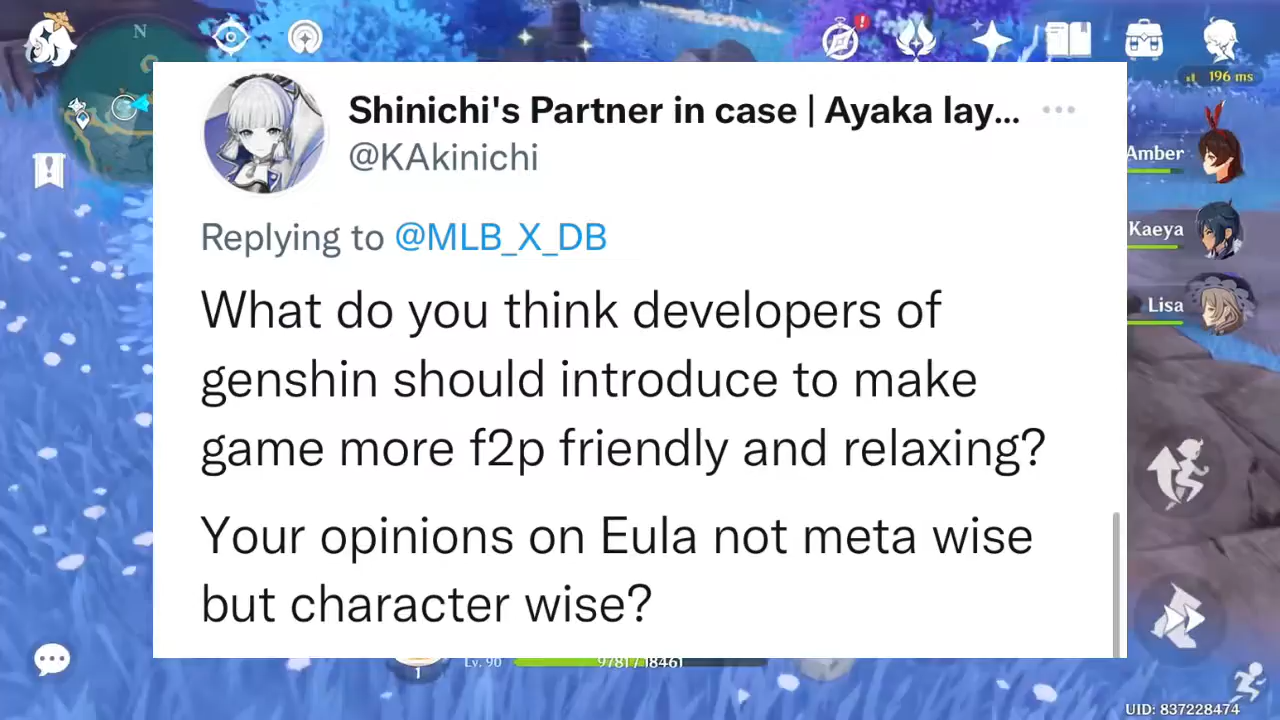 N
196 ms
Shinichi's Partner in case | Ayaka lay...
@KAkinichi
Amber
Replying to @MLB_X_DB
Kaeya
What do you think developers of
Lisa
genshin should introduce to make
game more f2p friendly and relaxing?
Your opinions on Eula not meta wise
but character wise?
Lv. 90
9781 / 18461
1
UID: 837228474